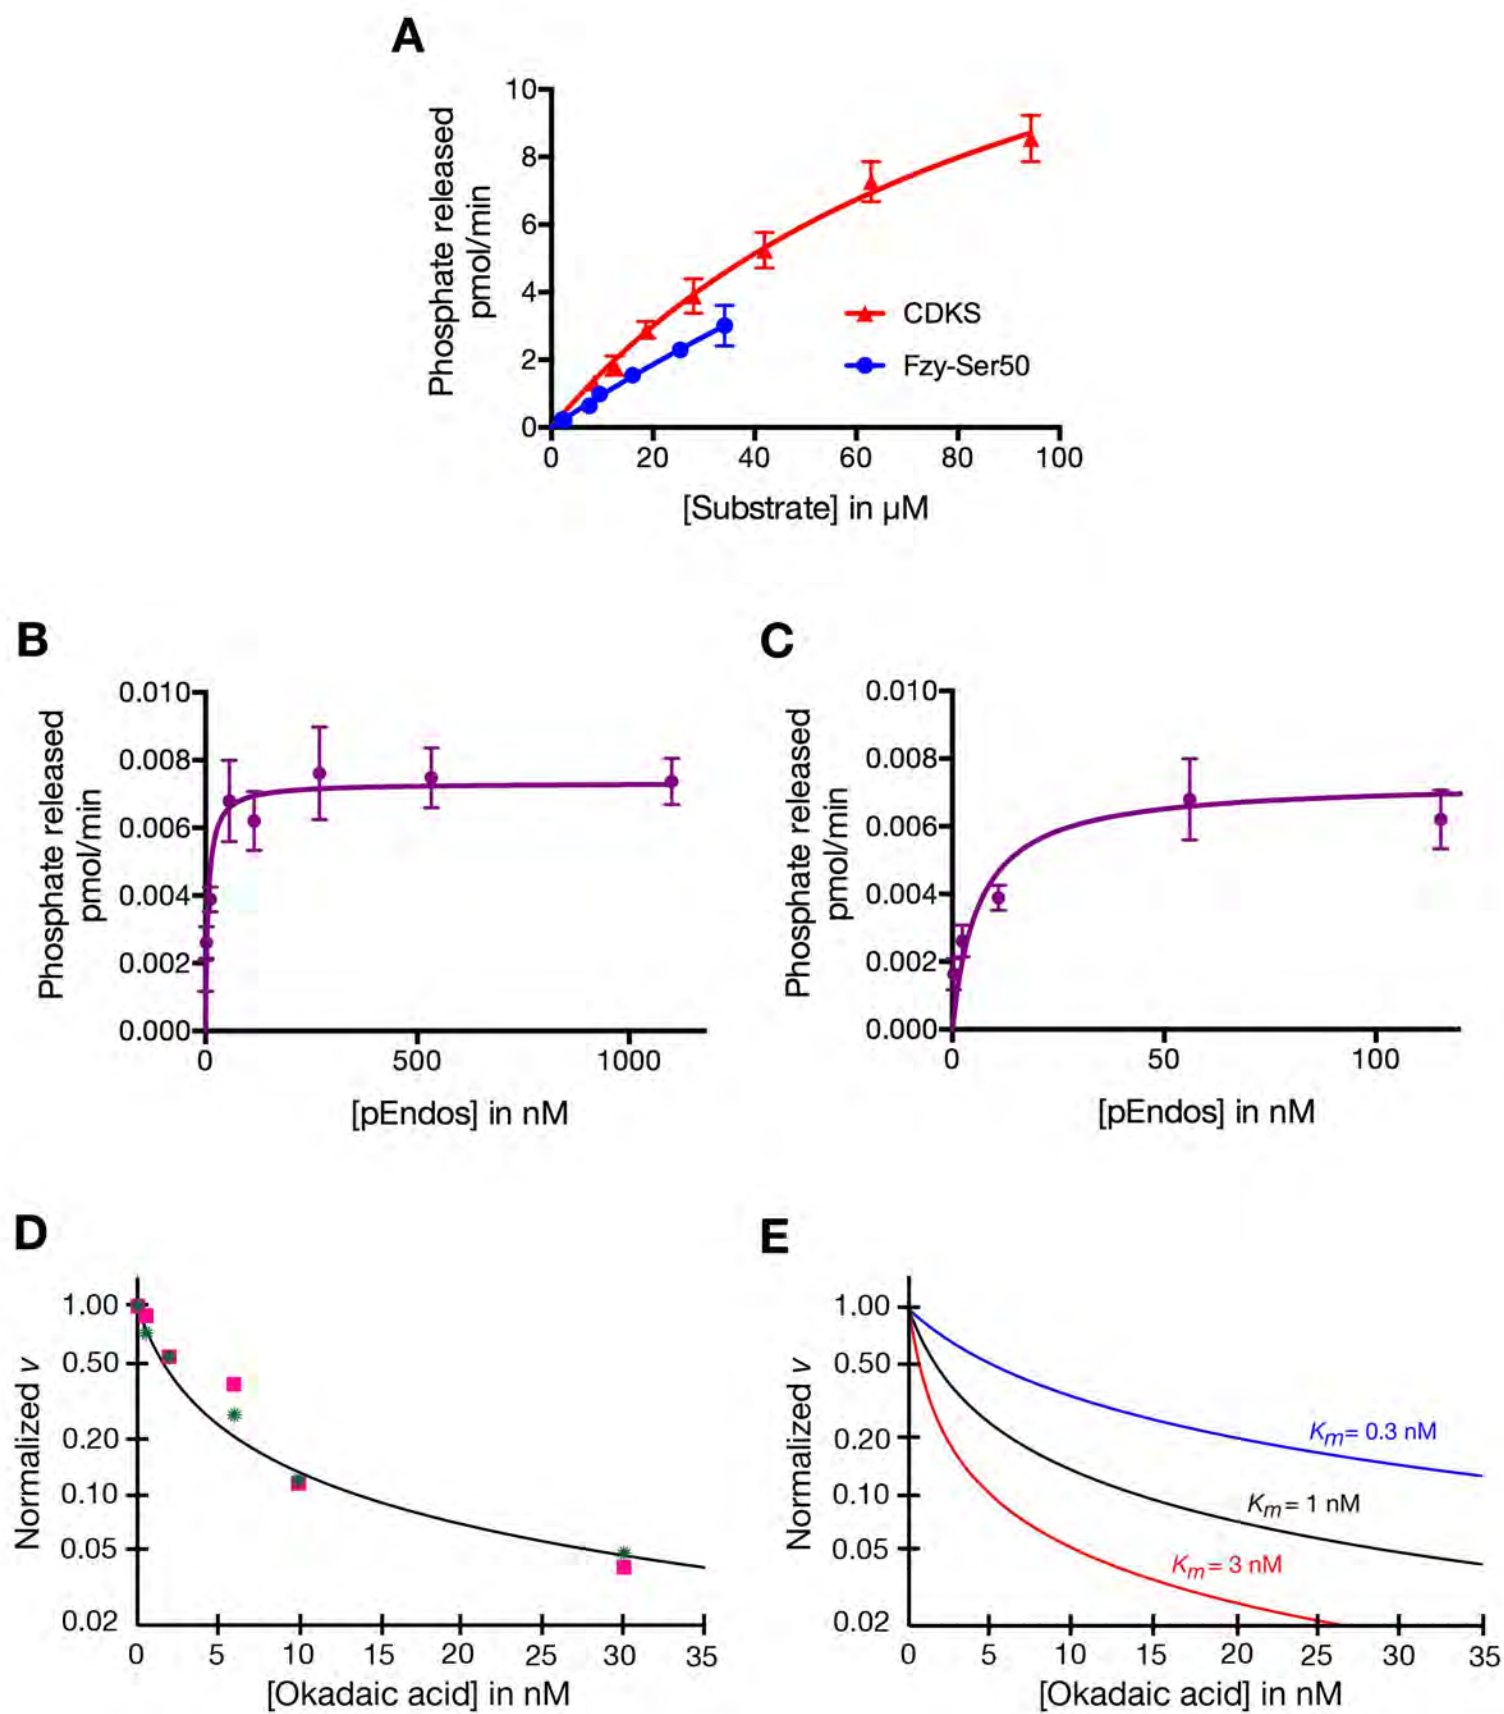 A
Phosphate released
pmol/min
10
8
6
4
2
0
CDKS
Fzy-Ser50
0 20 40 60 80 100
[Substrate] in µM
B
Phosphate released
pmol/min
0.010
0.008
0.006
0.004
0.002
0.000
0 500 1000
[pEndos] in nM
C
Phosphate released
pmol/min
0.010
0.008
0.006
0.004
0.002
0.000
0 50 100
[pEndos] in nM
D
Normalized v
1.00
0.50
0.20
0.10
0.05
0.02
0 5 10 15 20 25 30 35
[Okadaic acid] in nM
E
Normalized v
1.00
0.50
0.20
0.10
0.05
0.02
Km = 0.3 nM
Km = 1 nM
Km = 3 nM
0 5 10 15 20 25 30 35
[Okadaic acid] in nM